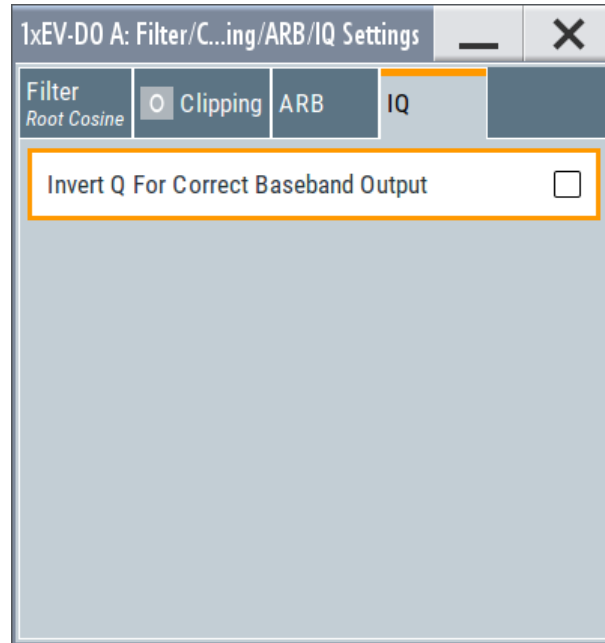 1xEV-DO A: Filter/C...ing/ARB/IQ Settings
Filter
Root Cosine
O Clipping
ARB
IQ
Invert Q For Correct Baseband Output